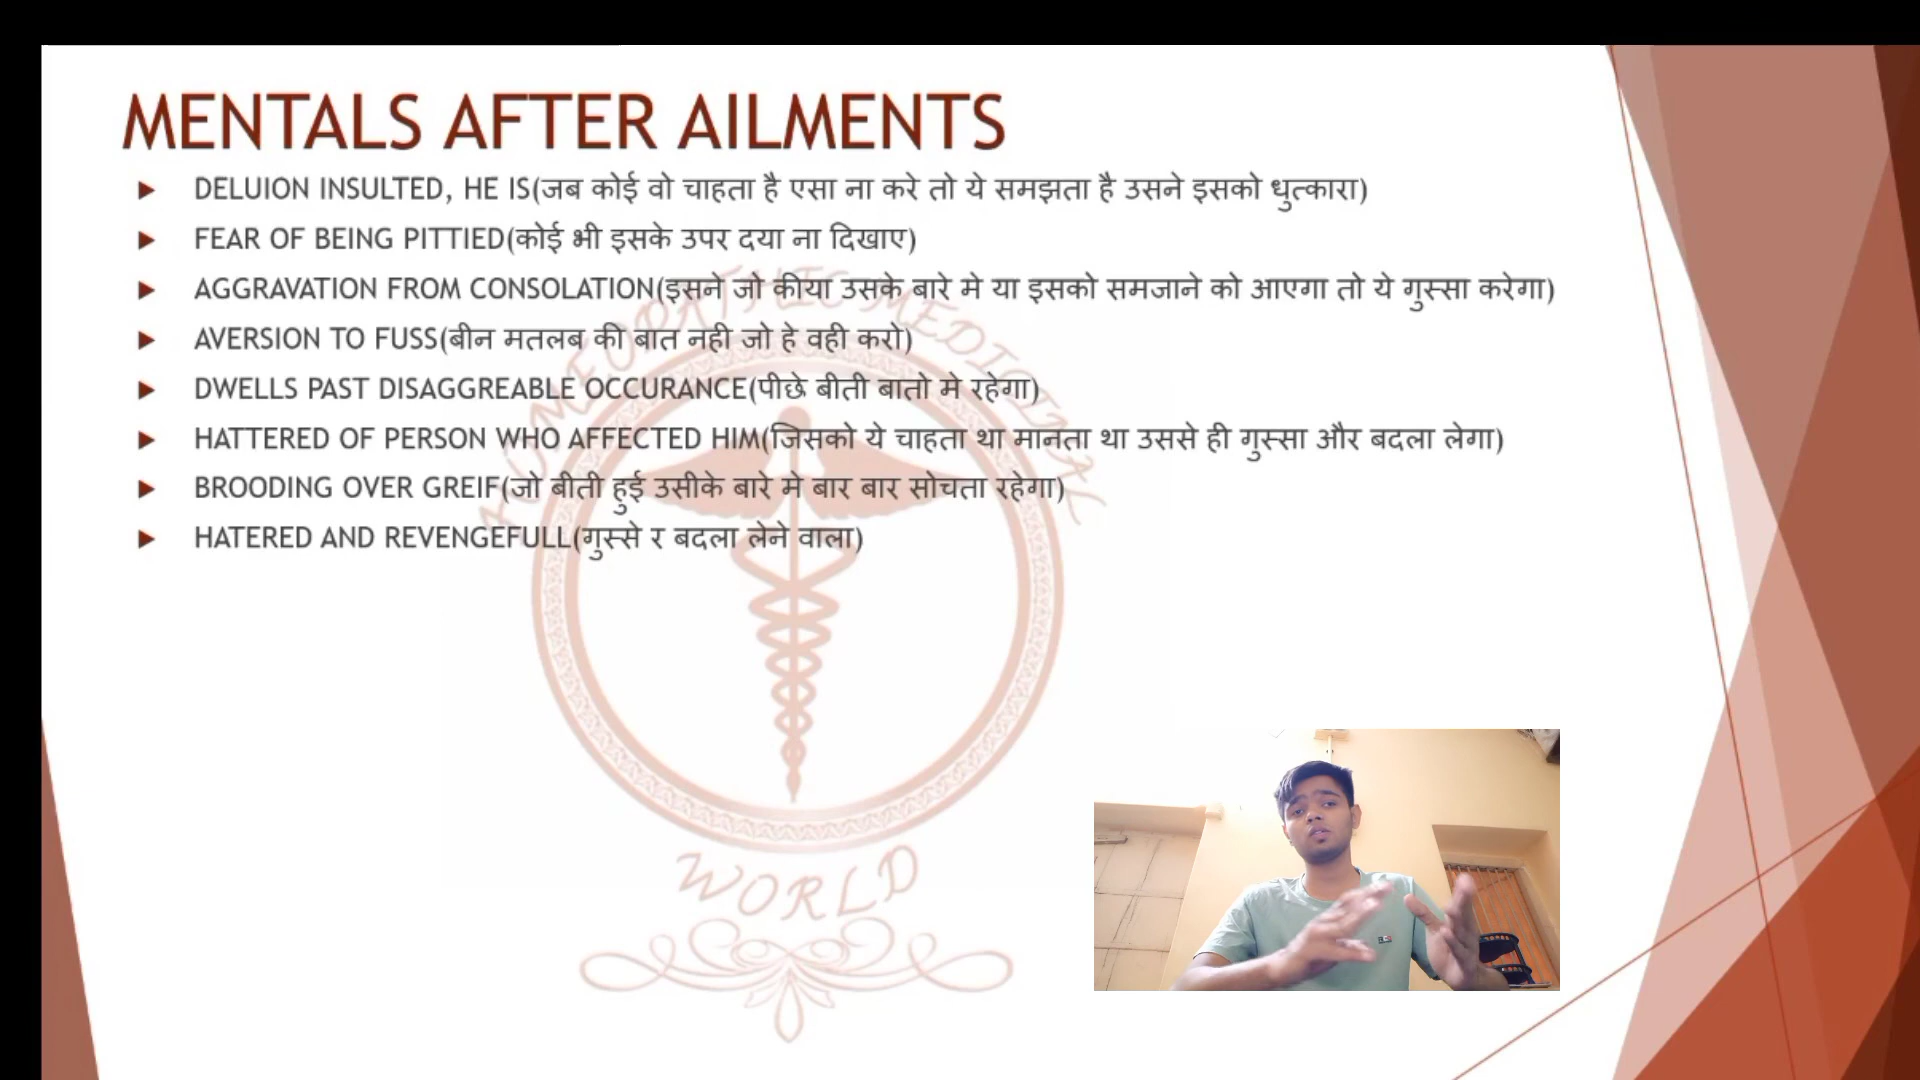 MENTALS AFTER AILMENTS
DELUION INSULTED, HE IS(जब कोई वो चाहता है एसा ना करे तो ये समझता है उसने इसको धुत्कारा)
FEAR OF BEING PITTIED(कोई भी इसके उपर दया ना दिखाए)
AGGRAVATION FROM CONSOLATION(इसने जो कीया उसके बारे मे या इसको समजाने को आएगा तो ये गुस्सा करेगा)
AVERSION TO FUSS(बीन मतलब की बात नही जो हे वही करो)
DWELLS PAST DISAGGREABLE OCCURANCE(पीछे बीती बातो मे रहेगा)
HATTERED OF PERSON WHO AFFECTED HIM(जिसको ये चाहता था मानता था उससे ही गुस्सा और बदला लेगा)
BROODING OVER GREIF(जो बीती हुई उसीके बारे मे बार बार सोचता रहेगा)
HATERED AND REVENGEFULL(गुस्से र बदला लेने वाला)
HOMEOPATHIC MEDICINAL
WORLD